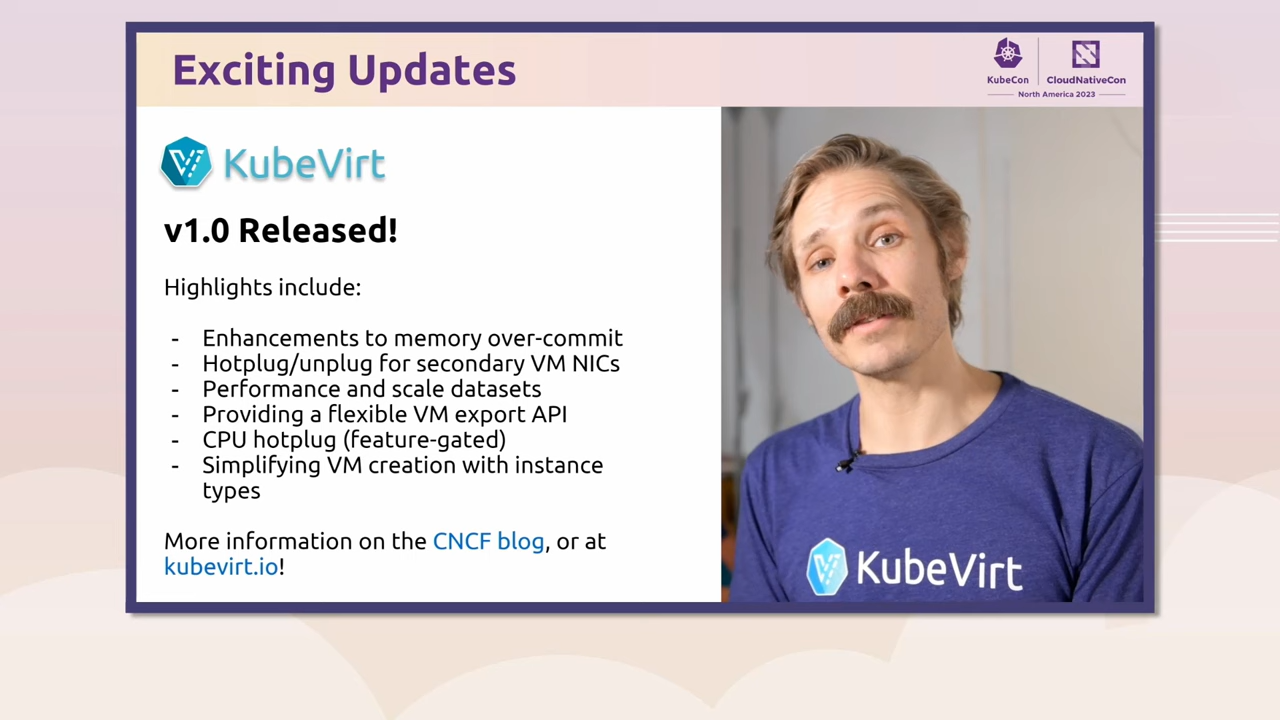 Exciting Updates
KubeCon
CloudNativeCon
North America 2023
KubeVirt
v1.0 Released!
Highlights include:
- Enhancements to memory over-commit
- Hotplug/unplug for secondary VM NICs
- Performance and scale datasets
- Providing a flexible VM export API
- CPU hotplug (feature-gated)
- Simplifying VM creation with instance
types
More information on the CNCF blog, or at
kubevirt.io!
KubeVirt